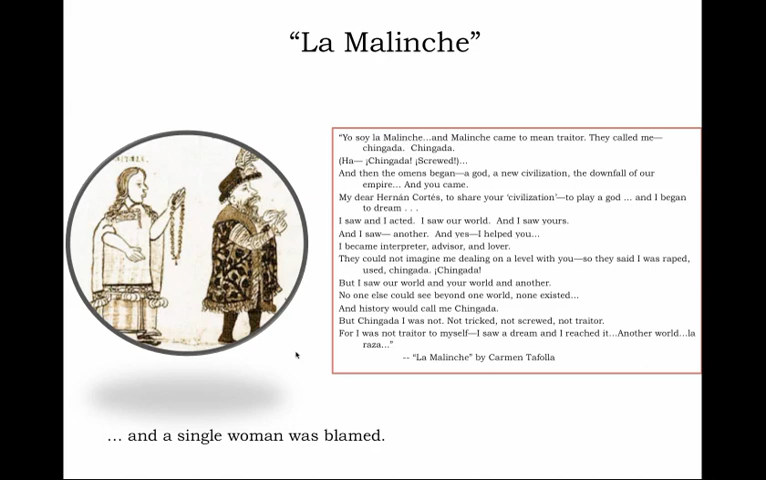 “La Malinche”
“Yo soy la Malinche…and Malinche came to mean traitor. They called me—
chingada.  Chingada.
(Ha— ¡Chingada! ¡Screwed!)…
And then the omens began—a god, a new civilization, the downfall of our
empire… And you came.
My dear Hernán Cortés, to share your ‘civilization’—to play a god … and I began
to dream . . .
I saw and I acted.  I saw our world.  And I saw yours.
And I saw— another.  And yes—I helped you…
I became interpreter, advisor, and lover.
They could not imagine me dealing on a level with you—so they said I was raped,
used, chingada. ¡Chingada!
But I saw our world and your world and another.
No one else could see beyond one world, none existed…
And history would call me Chingada.
But Chingada I was not. Not tricked, not screwed, not traitor.
For I was not traitor to myself—I saw a dream and I reached it…Another world…la
raza…”
-- “La Malinche” by Carmen Tafolla
… and a single woman was blamed.